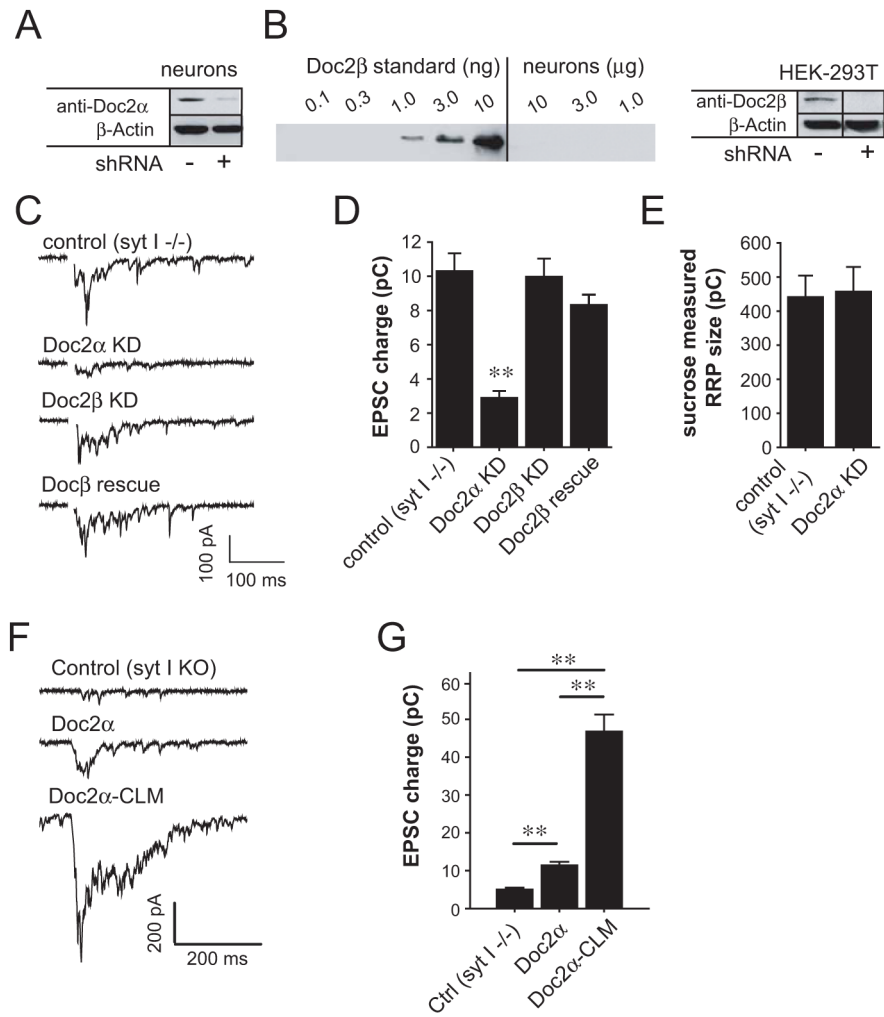 A
neurons
anti-Doc2α
β-Actin
shRNA - +
B
Doc2β standard (ng) neurons (μg)
0.1 0.3 1.0 3.0 10 10 3.0 1.0
HEK-293T
anti-Doc2β
β-Actin
shRNA - +
C
control (syt I -/-)
Doc2α KD
Doc2β KD
Docβ rescue
100 pA
100 ms
D
EPSC charge (pC)
12
10
8
6
4
2
0
**
control (syt I -/-)
Doc2α KD
Doc2β KD
Doc2β rescue
E
sucrose measured
RRP size (pC)
600
500
400
300
200
100
0
control
(syt I -/-)
Doc2α KD
F
Control (syt I KO)
Doc2α
Doc2α-CLM
200 pA
200 ms
G
EPSC charge (pC)
60
50
40
30
20
10
0
**
**
**
Ctrl (syt I -/-)
Doc2α
Doc2α-CLM